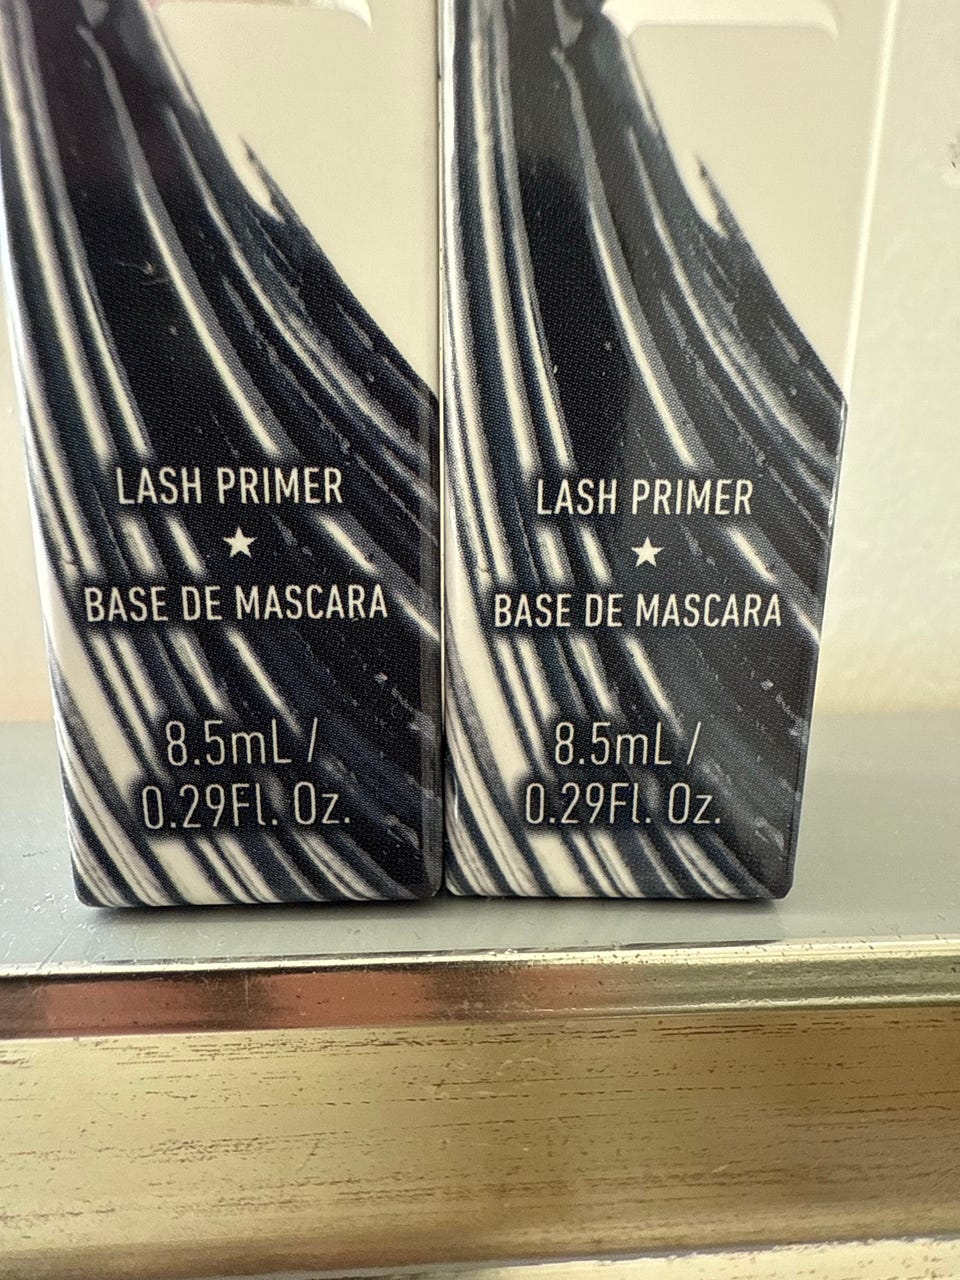 LASH PRIMER
★
BASE DE MASCARA
8.5mL /
0.29Fl. Oz.
LASH PRIMER
★
BASE DE MASCARA
8.5mL /
0.29Fl. Oz.